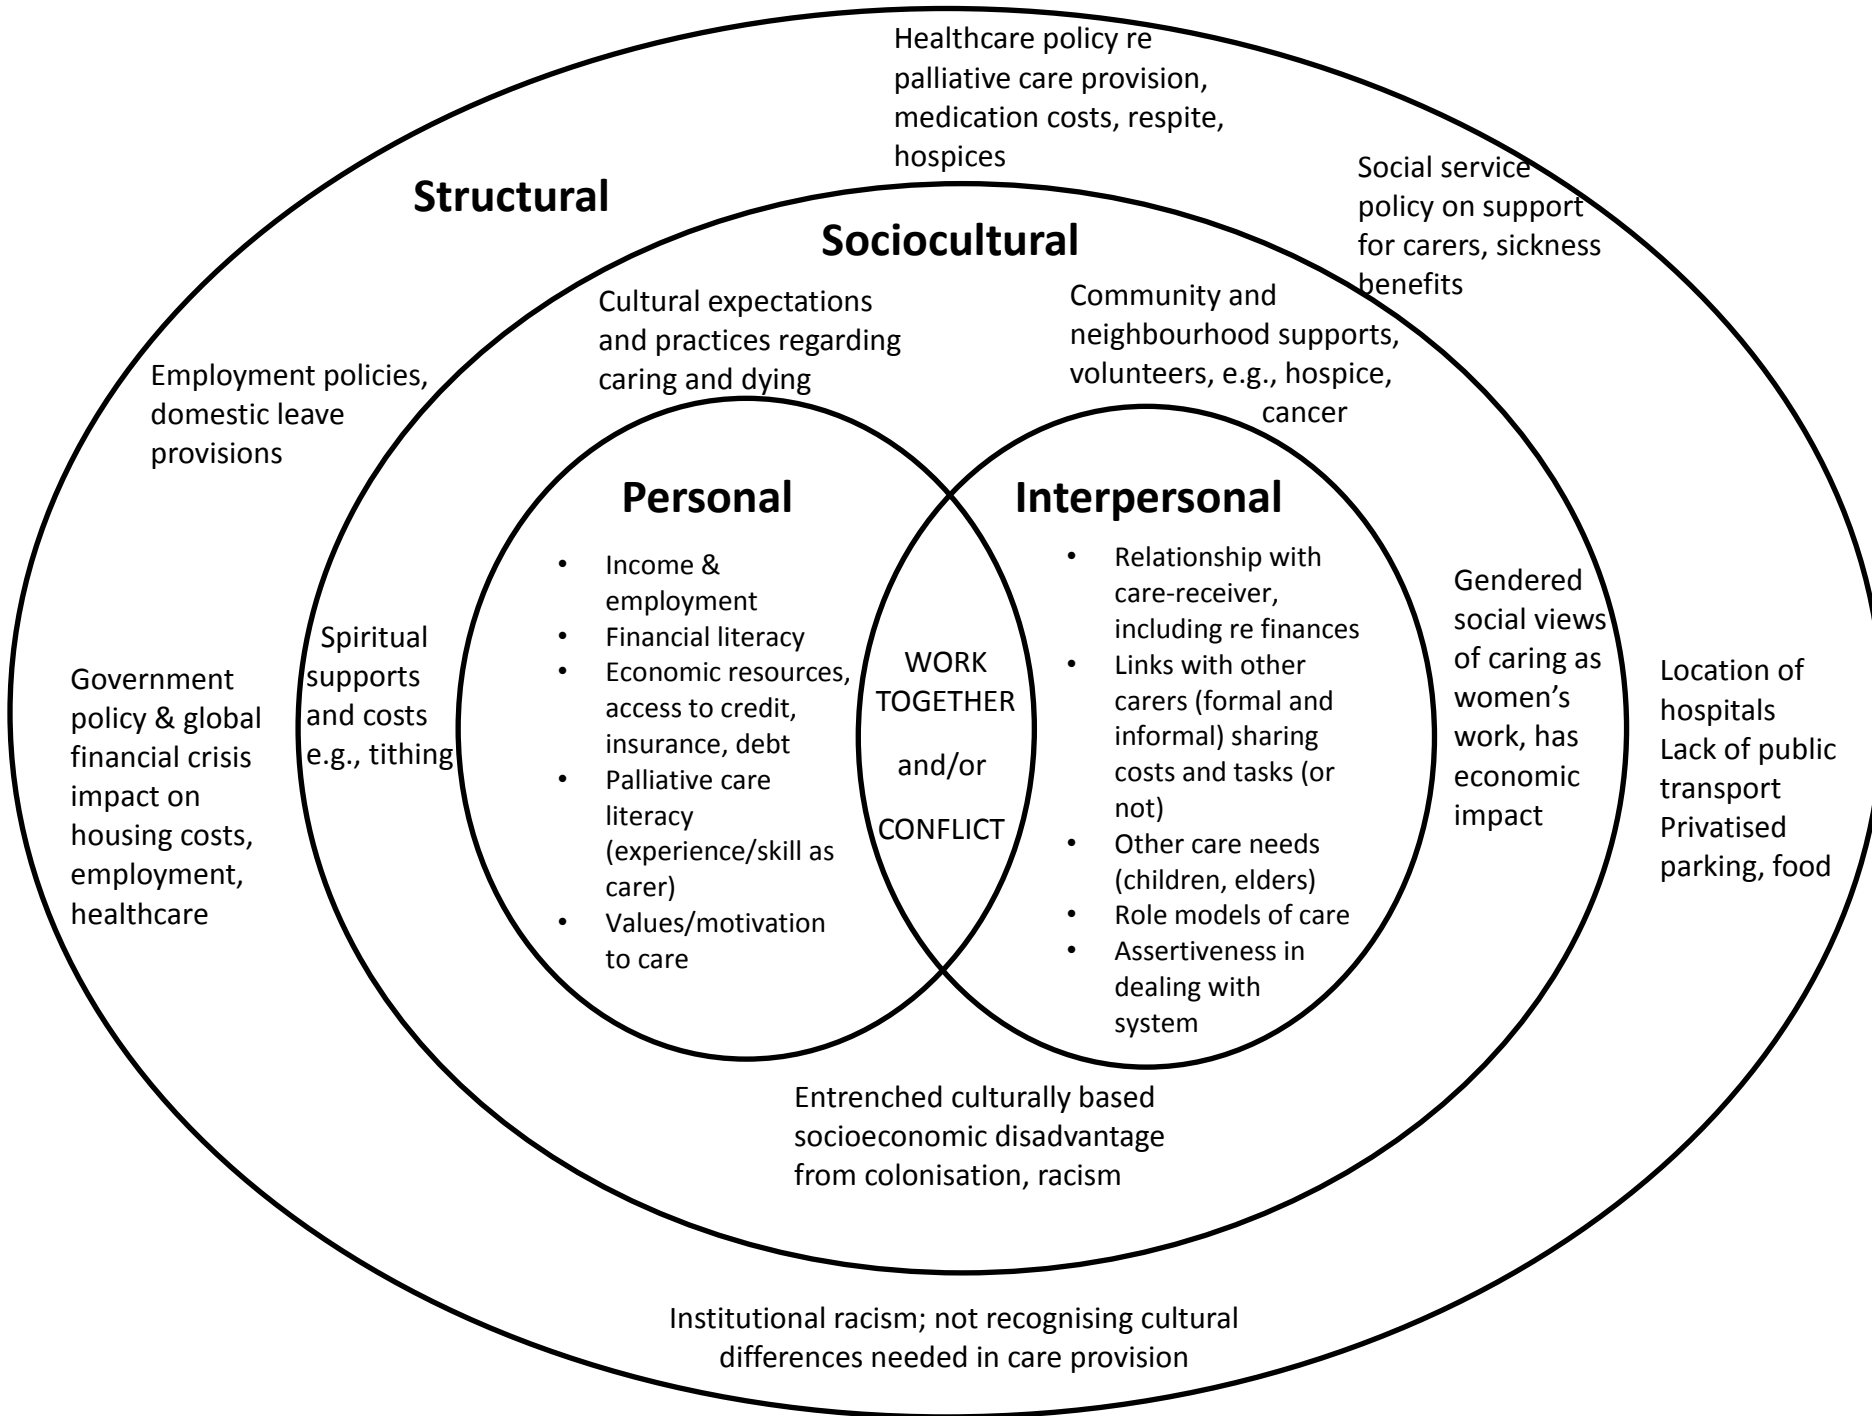 Healthcare policy re
palliative care provision,
medication costs, respite,
hospices
Structural
Social service
policy on support
for carers, sickness
benefits
Sociocultural
Cultural expectations
and practices regarding
caring and dying
Community and
neighbourhood supports,
volunteers, e.g., hospice,
cancer
Employment policies,
domestic leave
provisions
Personal
• Income &
employment
• Financial literacy
• Economic resources,
access to credit,
insurance, debt
• Palliative care
literacy
(experience/skill as
carer)
• Values/motivation
to care
WORK
TOGETHER
and/or
CONFLICT
Interpersonal
• Relationship with
care-receiver,
including re finances
• Links with other
carers (formal and
informal) sharing
costs and tasks (or
not)
• Other care needs
(children, elders)
• Role models of care
• Assertiveness in
dealing with
system
Spiritual
supports
and costs
e.g., tithing
Government
policy & global
financial crisis
impact on
housing costs,
employment,
healthcare
Gendered
social views
of caring as
women’s
work, has
economic
impact
Location of
hospitals
Lack of public
transport
Privatised
parking, food
Entrenched culturally based
socioeconomic disadvantage
from colonisation, racism
Institutional racism; not recognising cultural
differences needed in care provision